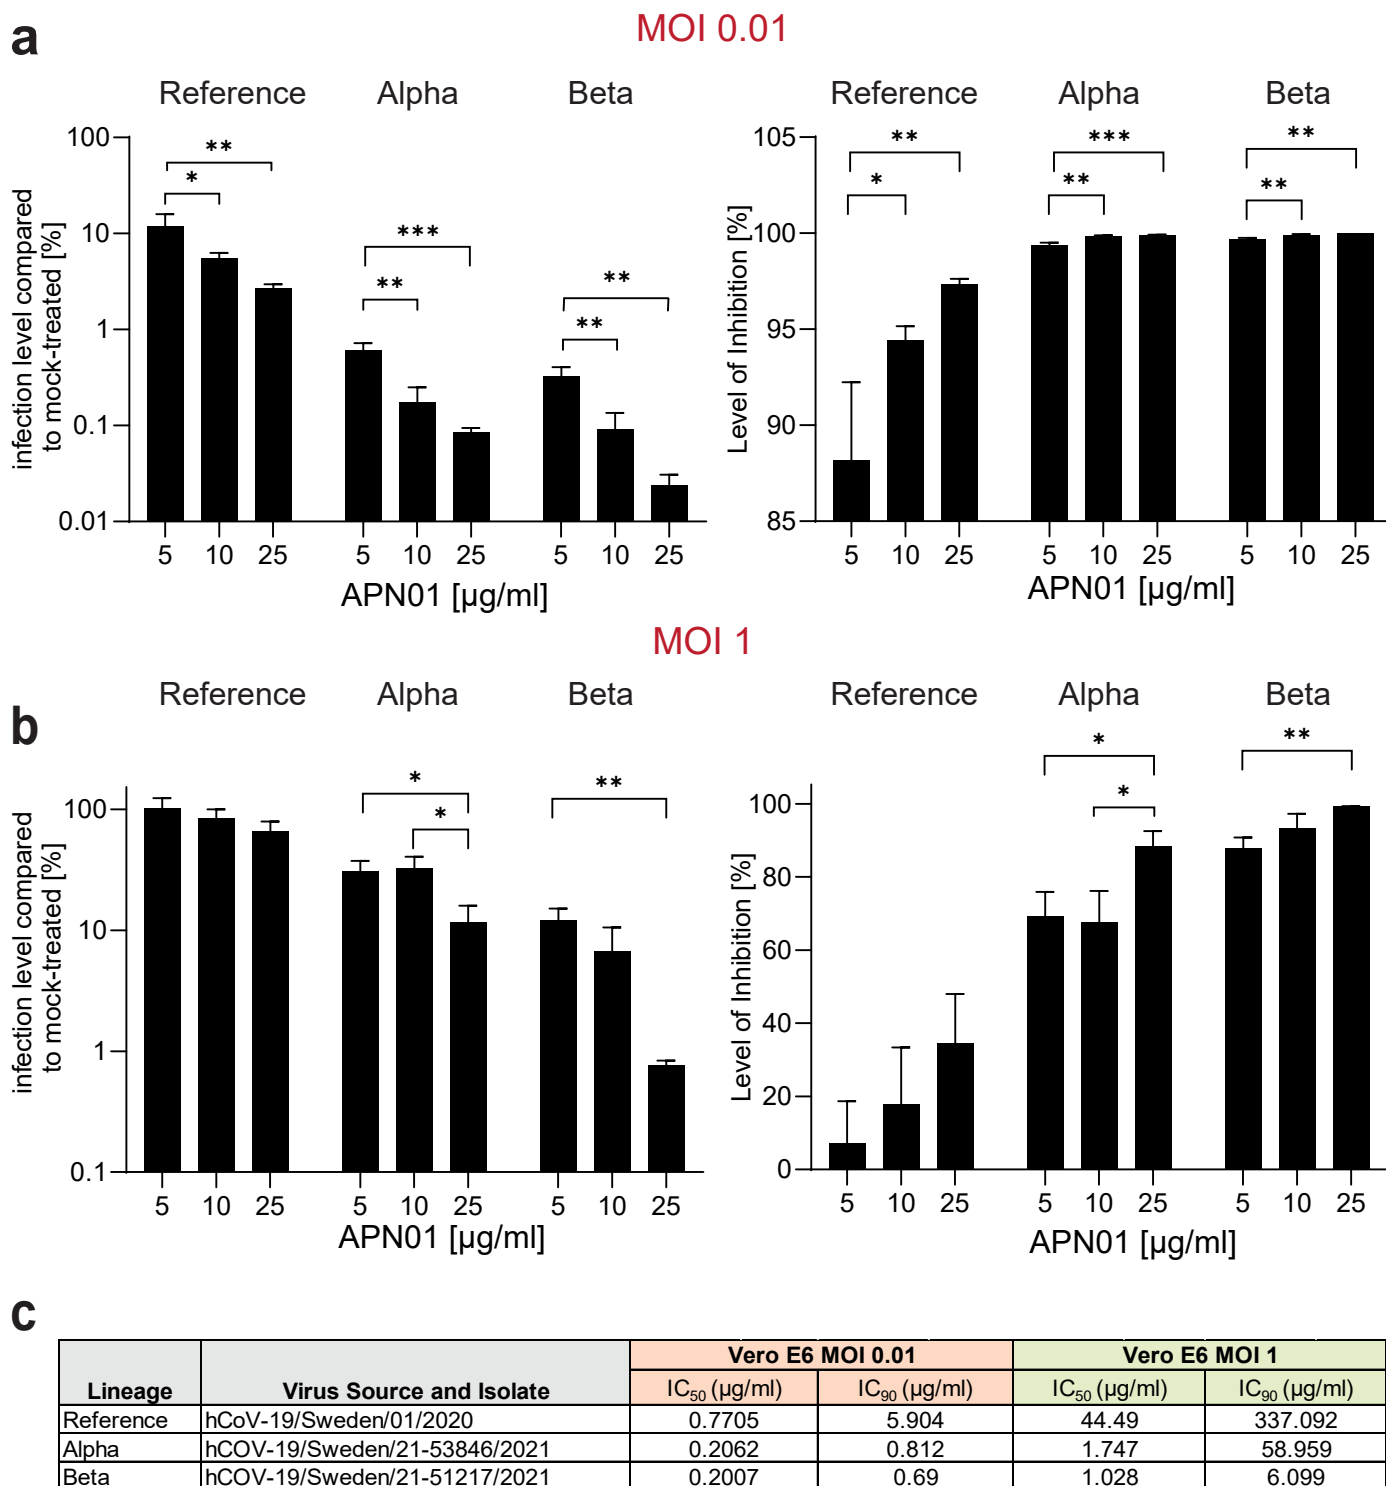 a
MOI 0.01
Reference Alpha Beta
infection level compared
to mock-treated [%]
100
10
1
0.1
0.01
** * *** ** ** **
5 10 25 5 10 25 5 10 25
APN01 [µg/ml]
Reference Alpha Beta
Level of Inhibition [%]
105
100
95
90
85
** * *** ** ** **
5 10 25 5 10 25 5 10 25
APN01 [µg/ml]
MOI 1
b
Reference Alpha Beta
infection level compared
to mock-treated [%]
100
10
1
0.1
* * **
5 10 25 5 10 25 5 10 25
APN01 [µg/ml]
Reference Alpha Beta
Level of Inhibition [%]
100
80
60
40
20
0
* * **
5 10 25 5 10 25 5 10 25
APN01 [µg/ml]
c
Vero E6 MOI 0.01 Vero E6 MOI 1
Lineage Virus Source and Isolate IC50 (µg/ml) IC90 (µg/ml) IC50 (µg/ml) IC90 (µg/ml)
Reference hCoV-19/Sweden/01/2020 0.7705 5.904 44.49 337.092
Alpha hCOV-19/Sweden/21-53846/2021 0.2062 0.812 1.747 58.959
Beta hCOV-19/Sweden/21-51217/2021 0.2007 0.69 1.028 6.099